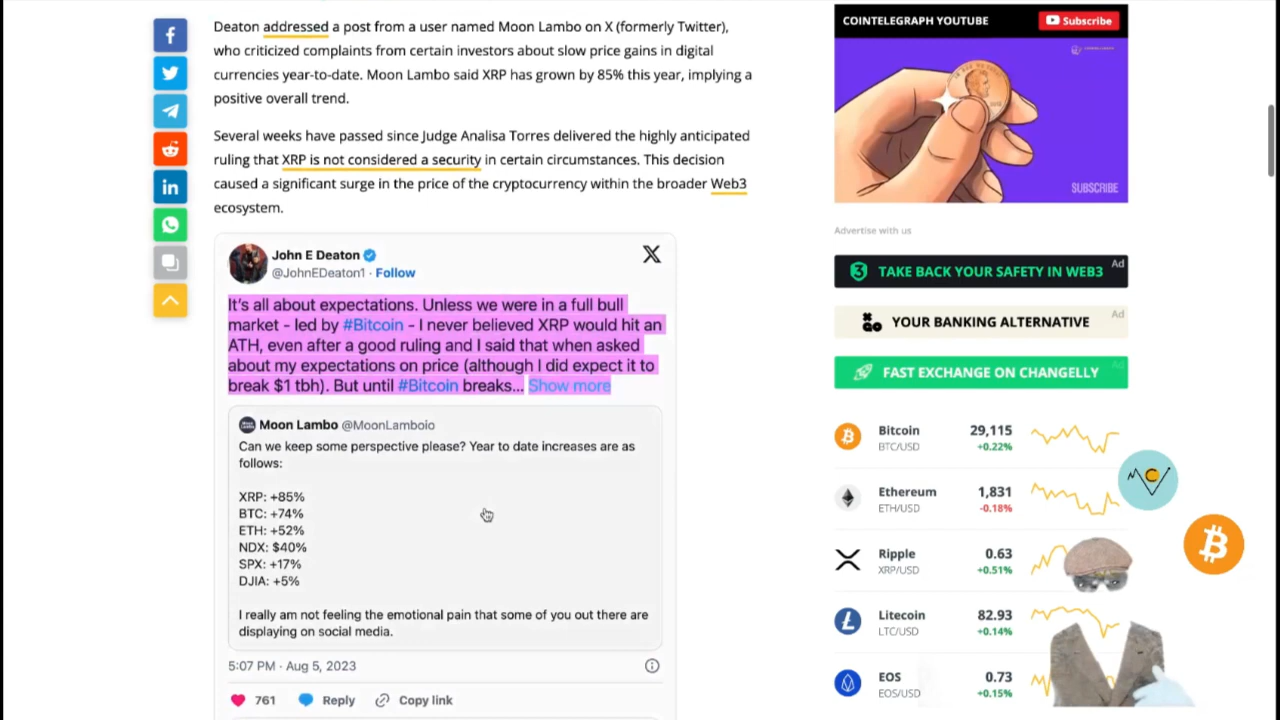 Deaton addressed a post from a user named Moon Lambo on X (formerly Twitter),
who criticized complaints from certain investors about slow price gains in digital
currencies year-to-date. Moon Lambo said XRP has grown by 85% this year, implying a
positive overall trend.
Several weeks have passed since Judge Analisa Torres delivered the highly anticipated
ruling that XRP is not considered a security in certain circumstances. This decision
caused a significant surge in the price of the cryptocurrency within the broader Web3
ecosystem.
John E Deaton
@JohnEDeaton1 · Follow
It's all about expectations. Unless we were in a full bull
market - led by #Bitcoin - I never believed XRP would hit an
ATH, even after a good ruling and I said that when asked
about my expectations on price (although I did expect it to
break $1 tbh). But until #Bitcoin breaks... Show more
Moon Lambo @MoonLamboio
Can we keep some perspective please? Year to date increases are as
follows:
XRP: +85%
BTC: +74%
ETH: +52%
NDX: $40%
SPX: +17%
DJIA: +5%
I really am not feeling the emotional pain that some of you out there are
displaying on social media.
5:07 PM · Aug 5, 2023
761 Reply Copy link
COINTELEGRAPH YOUTUBE Subscribe
SUBSCRIBE
Advertise with us
TAKE BACK YOUR SAFETY IN WEB3 Ad
YOUR BANKING ALTERNATIVE Ad
FAST EXCHANGE ON CHANGELLY Ad
Bitcoin 29,115
BTC/USD +0.22%
Ethereum 1,831
ETH/USD -0.18%
Ripple 0.63
XRP/USD +0.51%
Litecoin 82.93
LTC/USD +0.14%
EOS 0.73
EOS/USD +0.15%